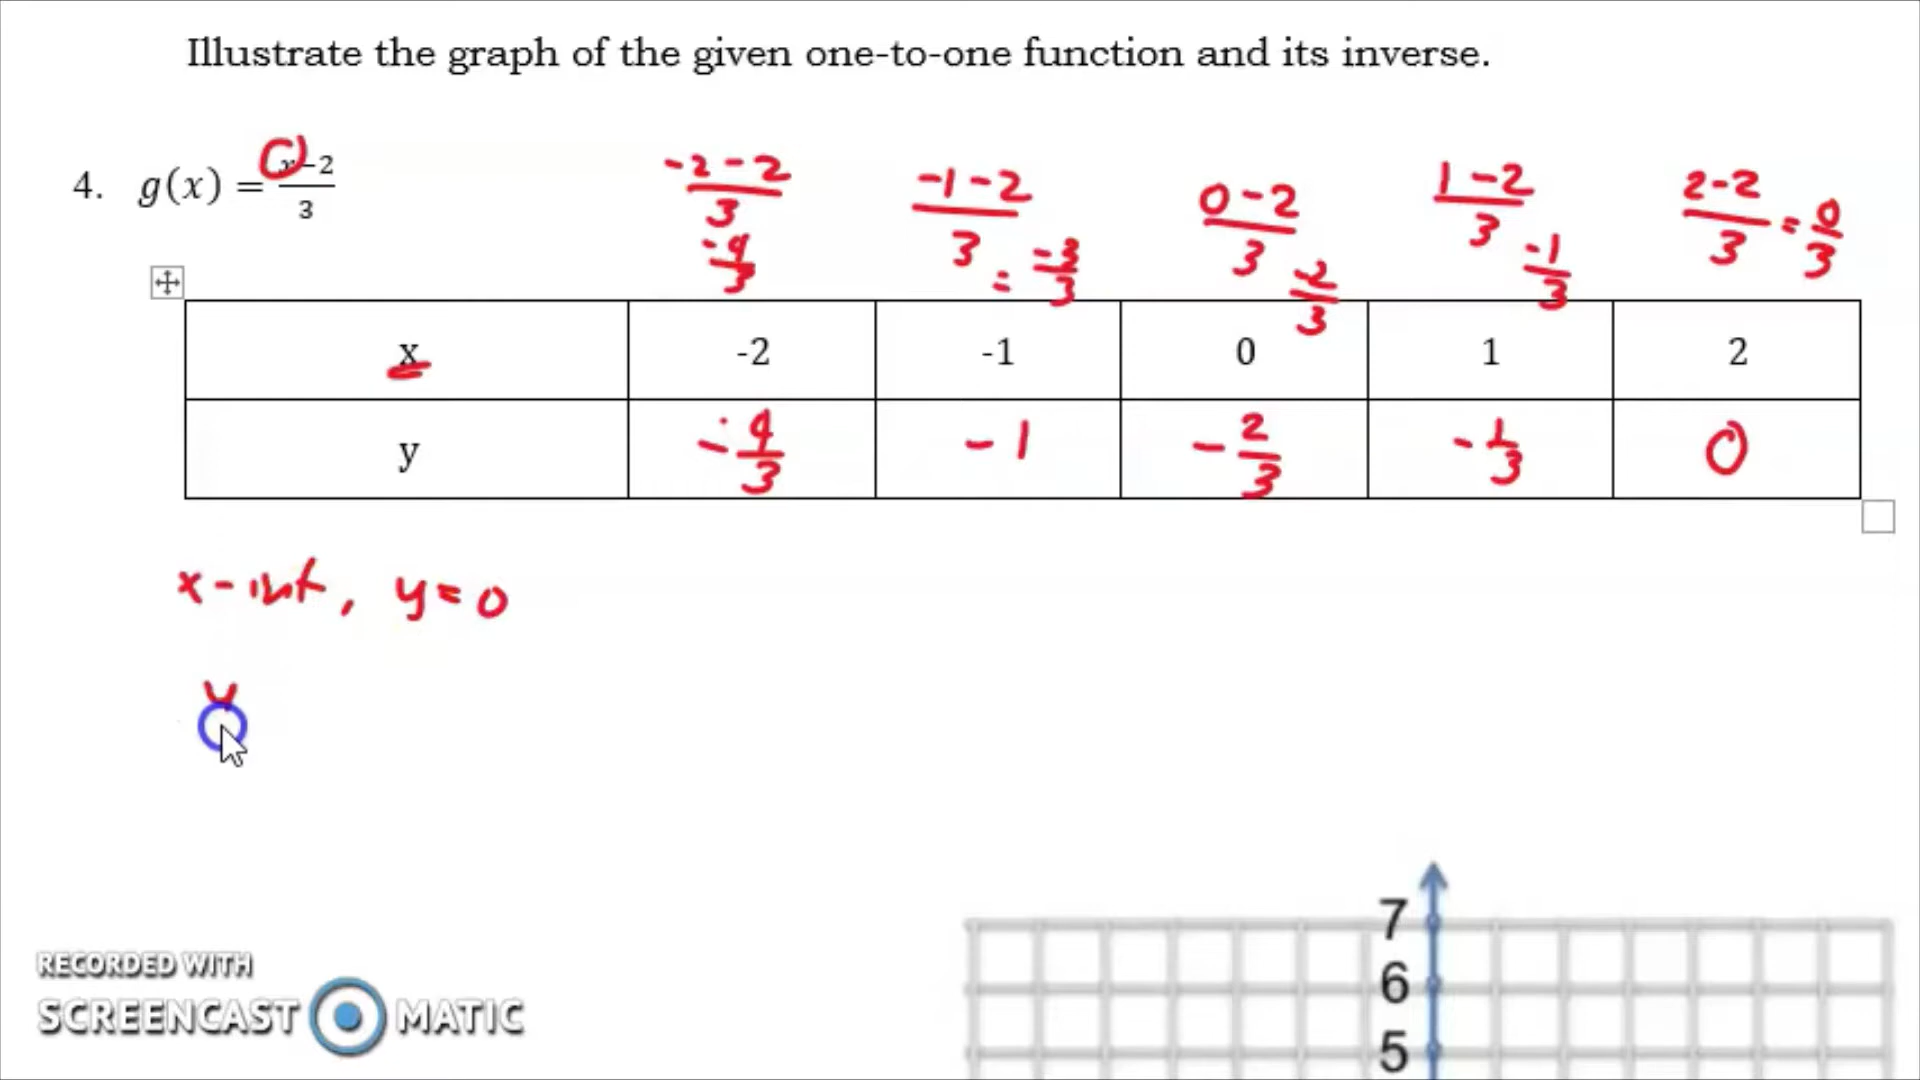 Illustrate the graph of the given one-to-one function and its inverse.
4. g(x) = x-2/3
-2-2/3 -1-2/3 0-2/3 1-2/3 2-2/3 = 0/3
-4/3 = -3/3 -2/3 -1/3
x -2 -1 0 1 2
y -4/3 -1 -2/3 -1/3 0
x-int, y=0
y
7
6
5
RECORDED WITH
SCREENCAST MATIC